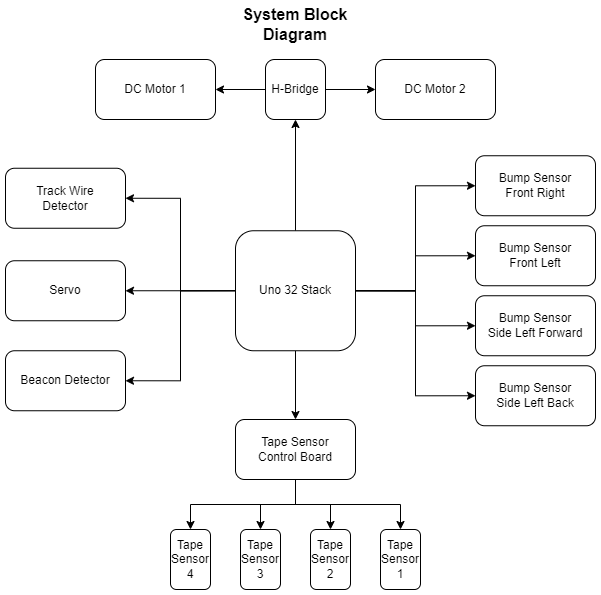 System Block
Diagram
DC Motor 1
H-Bridge
DC Motor 2
Track Wire
Detector
Servo
Beacon Detector
Uno 32 Stack
Bump Sensor
Front Right
Bump Sensor
Front Left
Bump Sensor
Side Left Forward
Bump Sensor
Side Left Back
Tape Sensor
Control Board
Tape
Sensor
4
Tape
Sensor
3
Tape
Sensor
2
Tape
Sensor
1